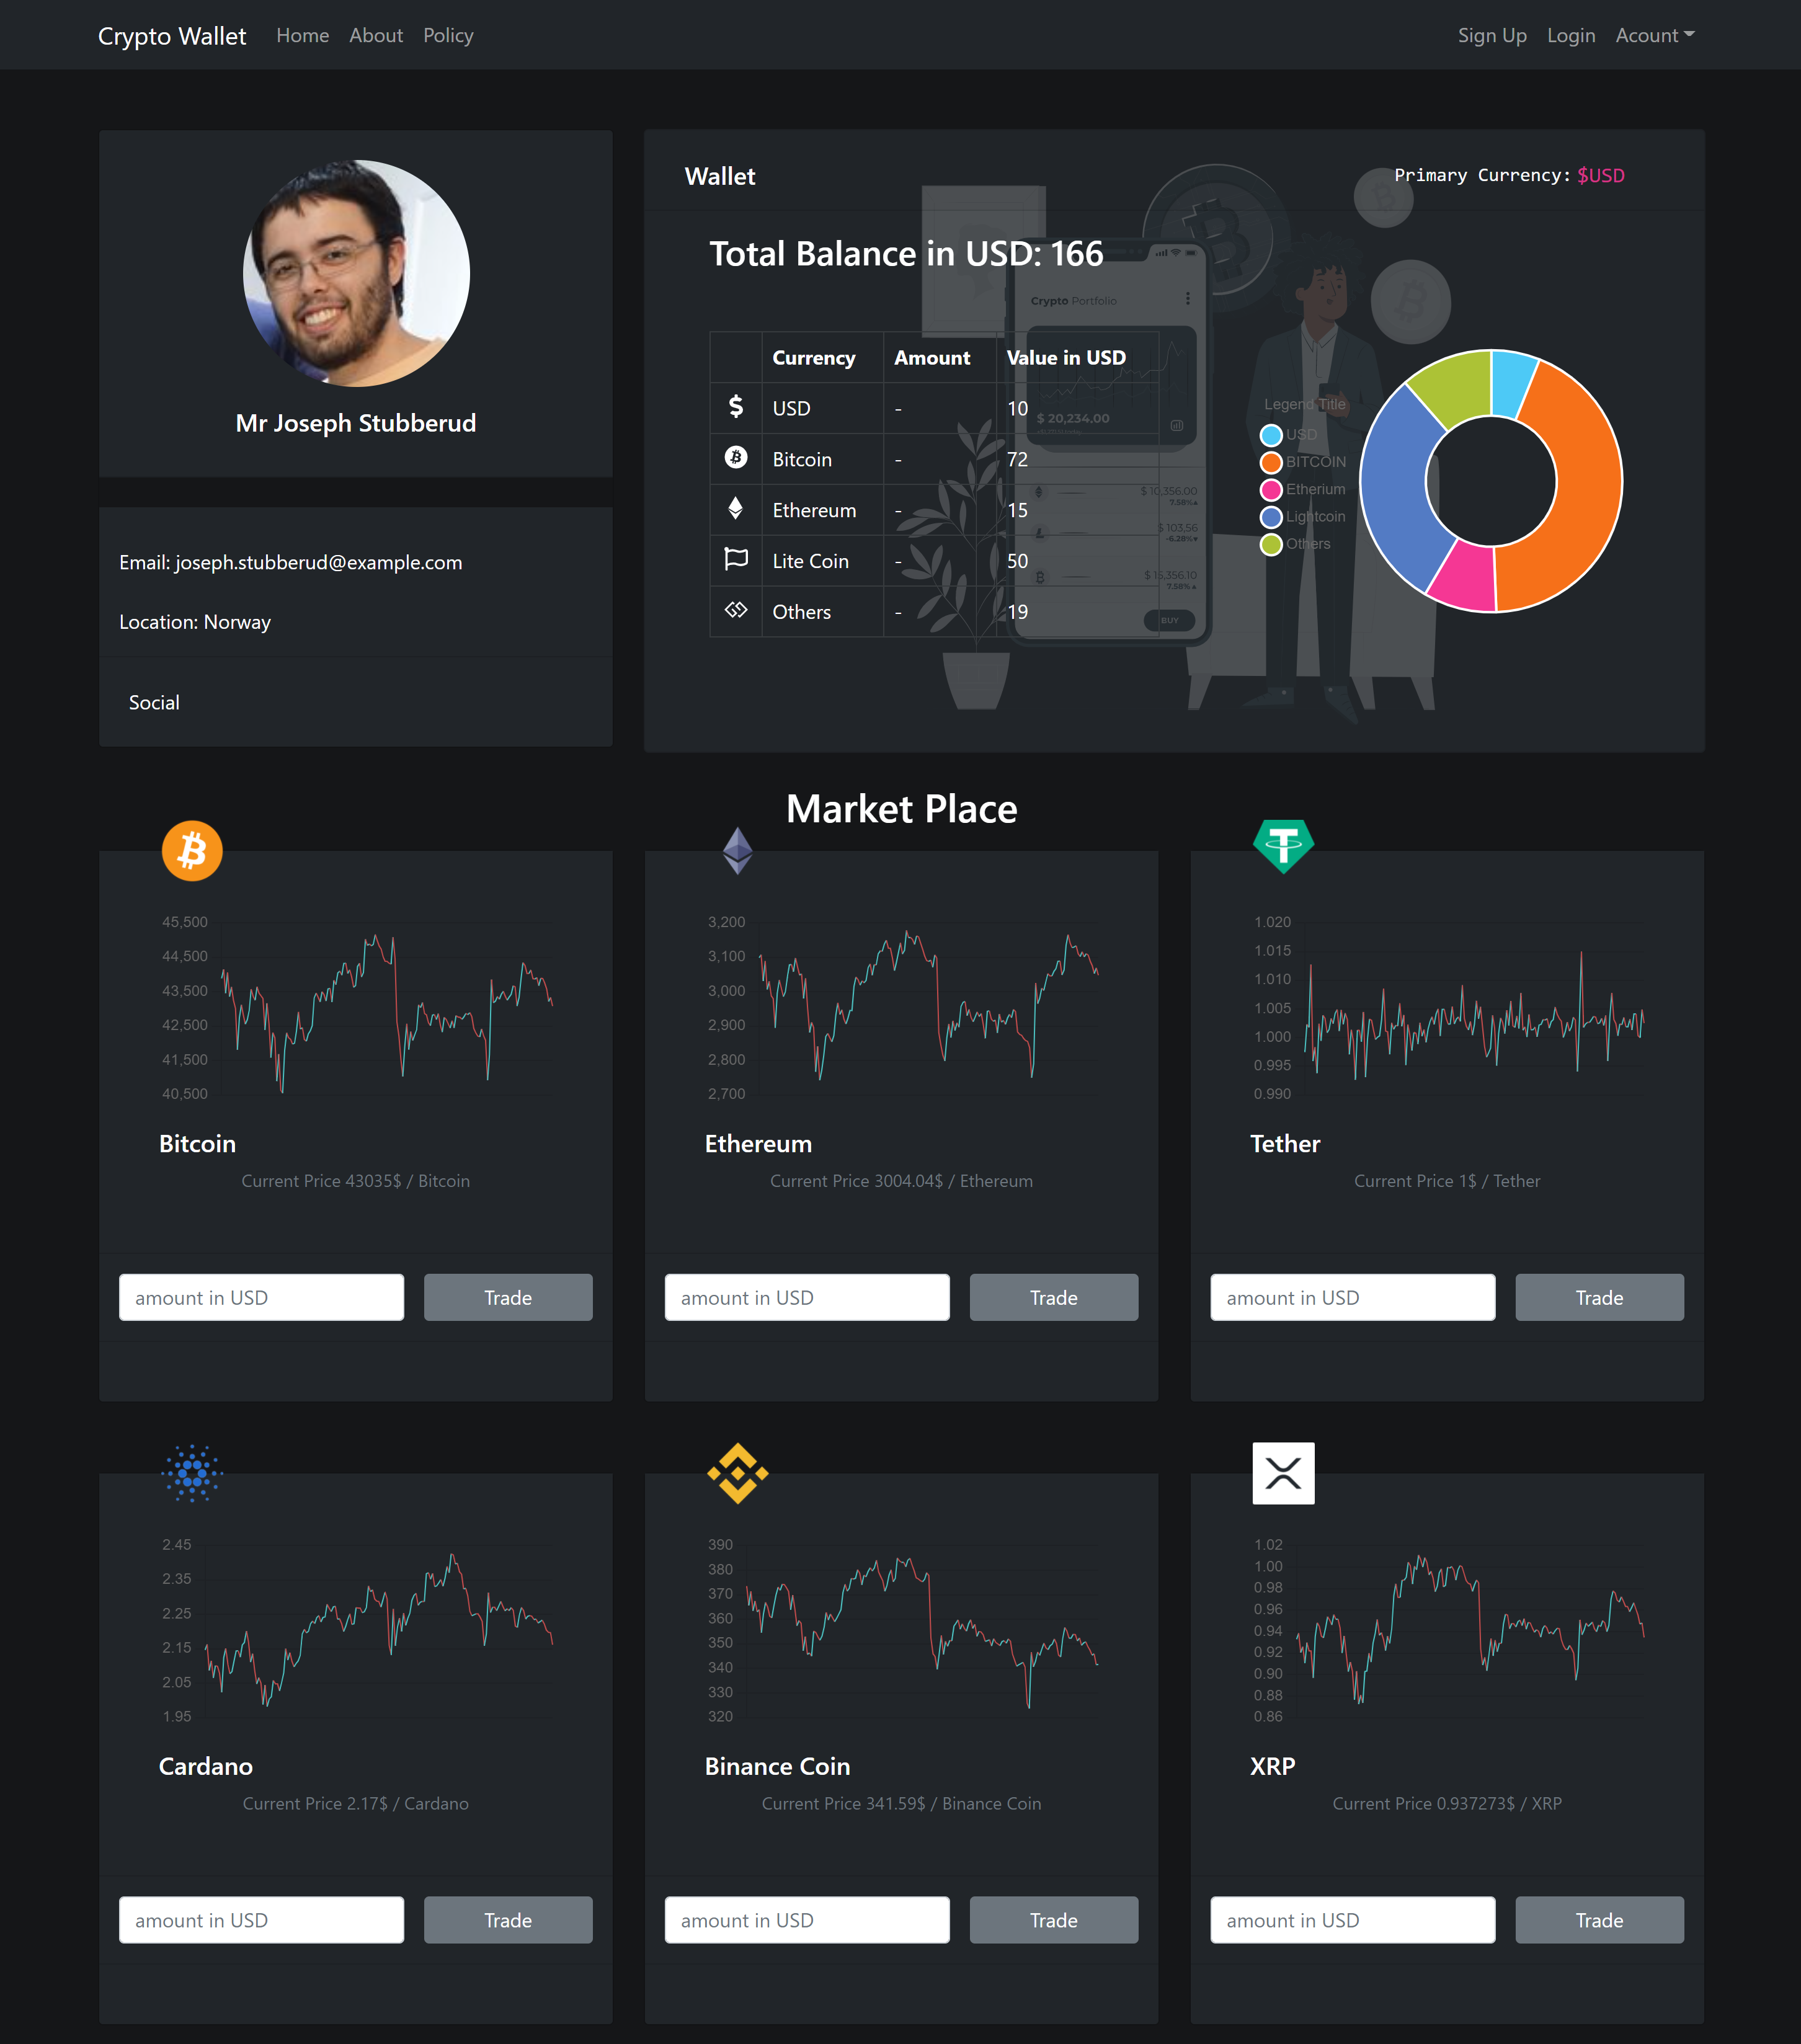 Crypto Wallet Home About Policy Sign Up Login Acount
Mr Joseph Stubberud
Email: joseph.stubberud@example.com
Location: Norway
Social
Wallet
Primary Currency: $USD
Total Balance in USD: 166
Crypto Portfolio
Currency Amount Value in USD
USD - 10
Bitcoin - 72
Ethereum - 15
Lite Coin - 50
Others - 19
$ 20,234.00
$ 10,356.00
7.58%
$ 103,56
-6.28%
$ 15,356.10
7.58%
BUY
Legend Title
USD
BITCOIN
Etherium
Lightcoin
Others
Market Place
45,500
44,500
43,500
42,500
41,500
40,500
Bitcoin
Current Price 43035$ / Bitcoin
amount in USD Trade
3,200
3,100
3,000
2,900
2,800
2,700
Ethereum
Current Price 3004.04$ / Ethereum
amount in USD Trade
1.020
1.015
1.010
1.005
1.000
0.995
0.990
Tether
Current Price 1$ / Tether
amount in USD Trade
2.45
2.35
2.25
2.15
2.05
1.95
Cardano
Current Price 2.17$ / Cardano
amount in USD Trade
390
380
370
360
350
340
330
320
Binance Coin
Current Price 341.59$ / Binance Coin
amount in USD Trade
1.02
1.00
0.98
0.96
0.94
0.92
0.90
0.88
0.86
XRP
Current Price 0.937273$ / XRP
amount in USD Trade